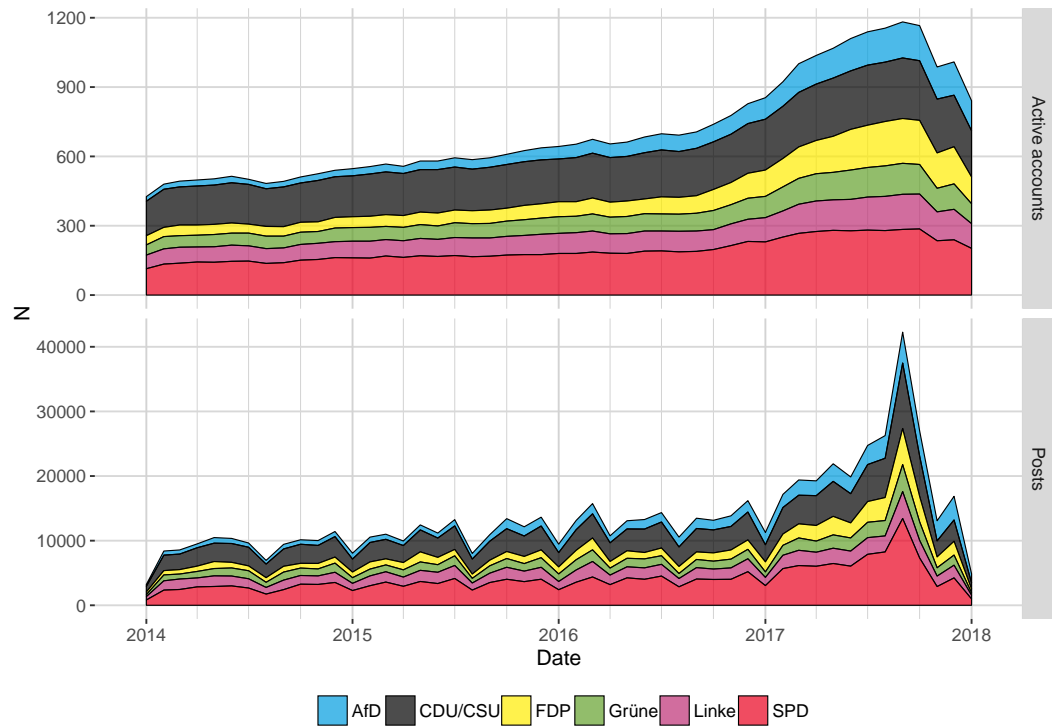 1200
900
600
300
0
Active accounts
N
40000
30000
20000
10000
0
Posts
2014 2015 2016 2017 2018
Date
AfD CDU/CSU FDP Grüne Linke SPD